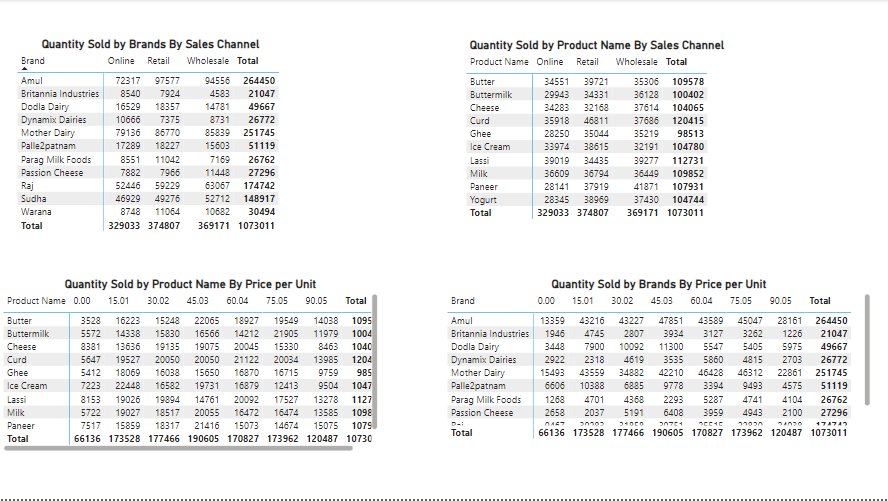 Quantity Sold by Brands By Sales Channel
Brand Online Retail Wholesale Total
Amul 72317 97577 94556 264450
Britannia Industries 8540 7924 4583 21047
Dodla Dairy 16529 18357 14781 49667
Dynamix Dairies 10666 7375 8731 26772
Mother Dairy 79136 86770 85839 251745
Palle2patnam 17289 18227 15603 51119
Parag Milk Foods 8551 11042 7169 26762
Passion Cheese 7882 7966 11448 27296
Raj 52446 59229 63067 174742
Sudha 46929 49276 52712 148917
Warana 8748 11064 10682 30494
Total 329033 374807 369171 1073011
Quantity Sold by Product Name By Sales Channel
Product Name Online Retail Wholesale Total
Butter 34551 39721 35306 109578
Buttermilk 29943 34331 36128 100402
Cheese 34283 32168 37614 104065
Curd 35918 46811 37686 120415
Ghee 28250 35044 35219 98513
Ice Cream 33974 38615 32191 104780
Lassi 39019 34435 39277 112731
Milk 36609 36794 36449 109852
Paneer 28141 37919 41871 107931
Yogurt 28345 38969 37430 104744
Total 329033 374807 369171 1073011
Quantity Sold by Product Name By Price per Unit
Product Name 0.00 15.01 30.02 45.03 60.04 75.05 90.05 Total
Butter 3528 16223 15248 22065 18927 19549 14038 1095
Buttermilk 5572 14338 15830 16566 14212 21905 11979 1004
Cheese 8381 13636 19135 19075 20045 15330 8463 1040
Curd 5647 19527 20050 20050 21122 20034 13985 1204
Ghee 5412 18069 16038 15650 16870 16715 9759 985
Ice Cream 7223 22448 16582 19731 16879 12413 9504 1047
Lassi 8153 19026 19894 14761 20092 17527 13278 1127
Milk 5722 19027 18517 20055 16472 16474 13585 1098
Paneer 7517 15859 18317 21416 15073 14674 15075 1079
Total 66136 173528 177466 190605 170827 173962 120487 10730
Quantity Sold by Brands By Price per Unit
Brand 0.00 15.01 30.02 45.03 60.04 75.05 90.05 Total
Amul 13359 43216 43227 47851 43589 45047 28161 264450
Britannia Industries 1946 4745 2807 3934 3127 3262 1226 21047
Dodla Dairy 3448 7900 10092 11300 5547 5405 5975 49667
Dynamix Dairies 2922 2318 4619 3535 5860 4815 2703 26772
Mother Dairy 15493 43559 34882 42210 46428 46312 22861 251745
Palle2patnam 6606 10388 6885 9778 3394 9493 4575 51119
Parag Milk Foods 1268 4701 4368 2293 5287 4741 4104 26762
Passion Cheese 2658 2037 5191 6408 3959 4943 2100 27296
Total 66136 173528 177466 190605 170827 173962 120487 1073011